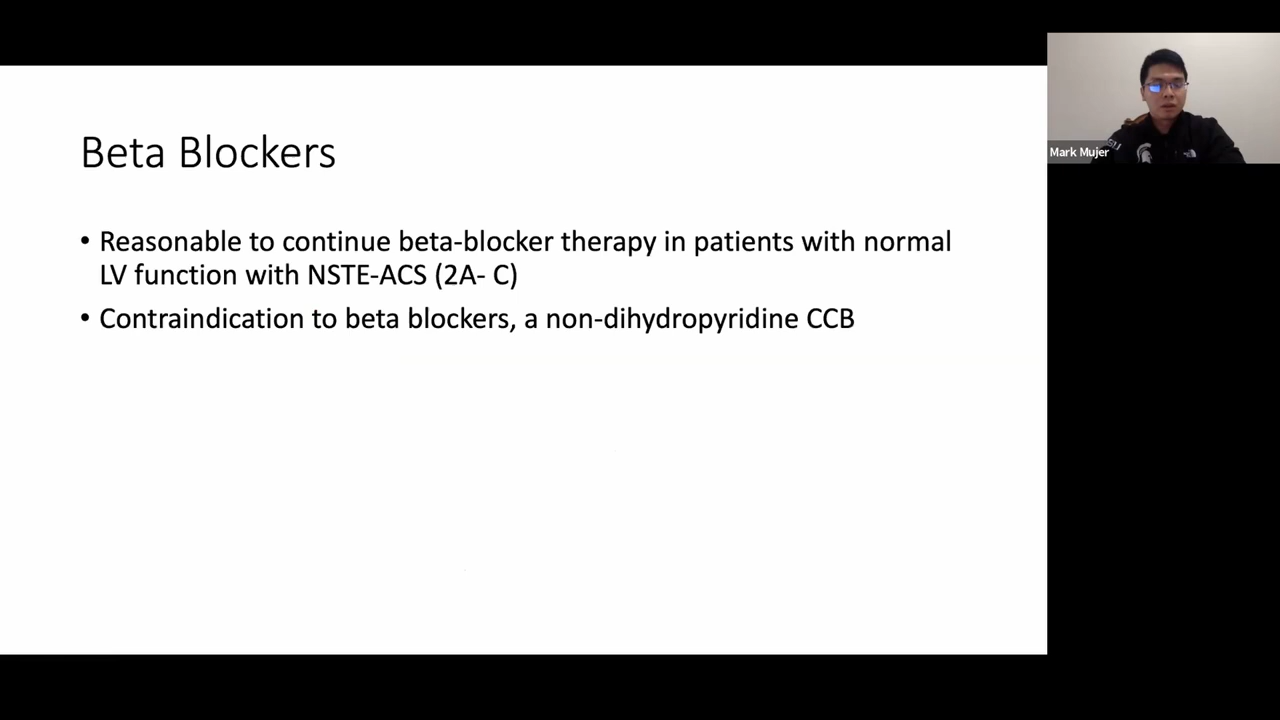 Beta Blockers
• Reasonable to continue beta-blocker therapy in patients with normal
LV function with NSTE-ACS (2A- C)
• Contraindication to beta blockers, a non-dihydropyridine CCB
Mark Mujer